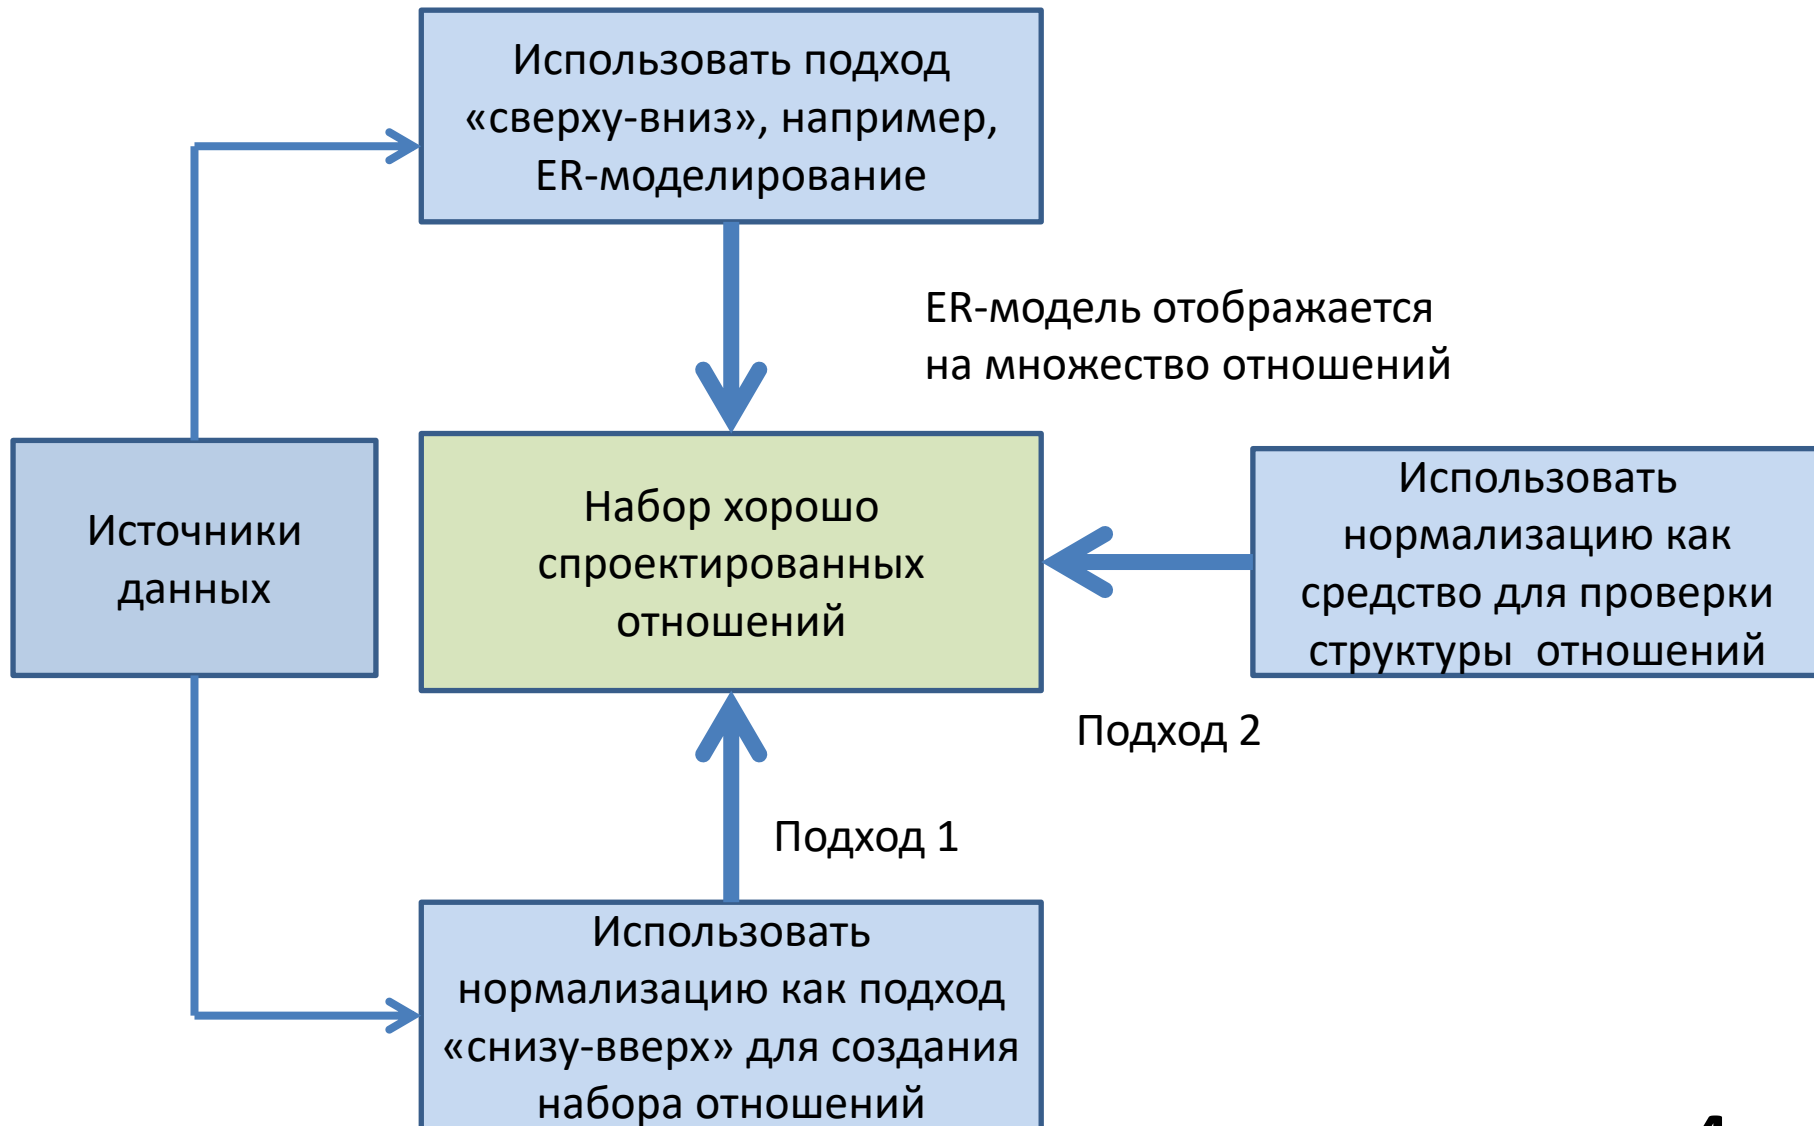 Использовать подход
«сверху-вниз», например,
ER-моделирование
ER-модель отображается
на множество отношений
Источники
данных
Набор хорошо
спроектированных
отношений
Использовать
нормализацию как
средство для проверки
структуры отношений
Подход 2
Подход 1
Использовать
нормализацию как подход
«снизу-вверх» для создания
набора отношений